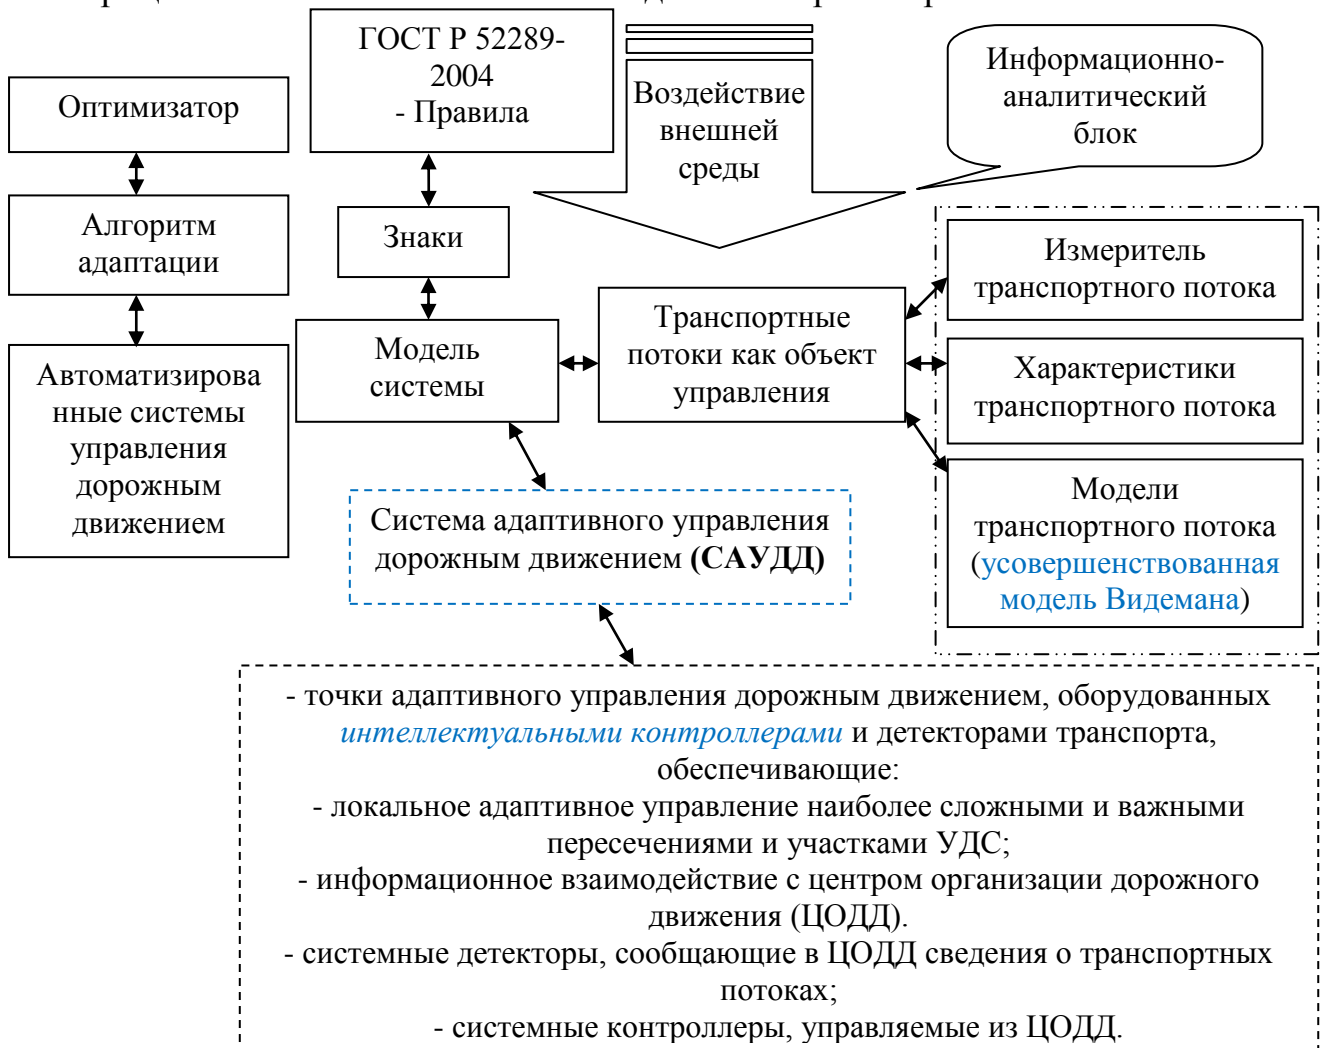 ГОСТ Р 52289-
2004
- Правила
Оптимизатор
Воздействие
внешней
среды
Информационно-
аналитический
блок
Алгоритм
адаптации
Знаки
Измеритель
транспортного потока
Автоматизирова
нные системы
управления
дорожным
движением
Модель
системы
Транспортные
потоки как объект
управления
Характеристики
транспортного потока
Модели
транспортного потока
(усовершенствованная
модель Видемана)
Система адаптивного управления
дорожным движением (САУДД)
- точки адаптивного управления дорожным движением, оборудованных
интеллектуальными контроллерами и детекторами транспорта,
обеспечивающие:
- локальное адаптивное управление наиболее сложными и важными
пересечениями и участками УДС;
- информационное взаимодействие с центром организации дорожного
движения (ЦОДД).
- системные детекторы, сообщающие в ЦОДД сведения о транспортных
потоках;
- системные контроллеры, управляемые из ЦОДД.